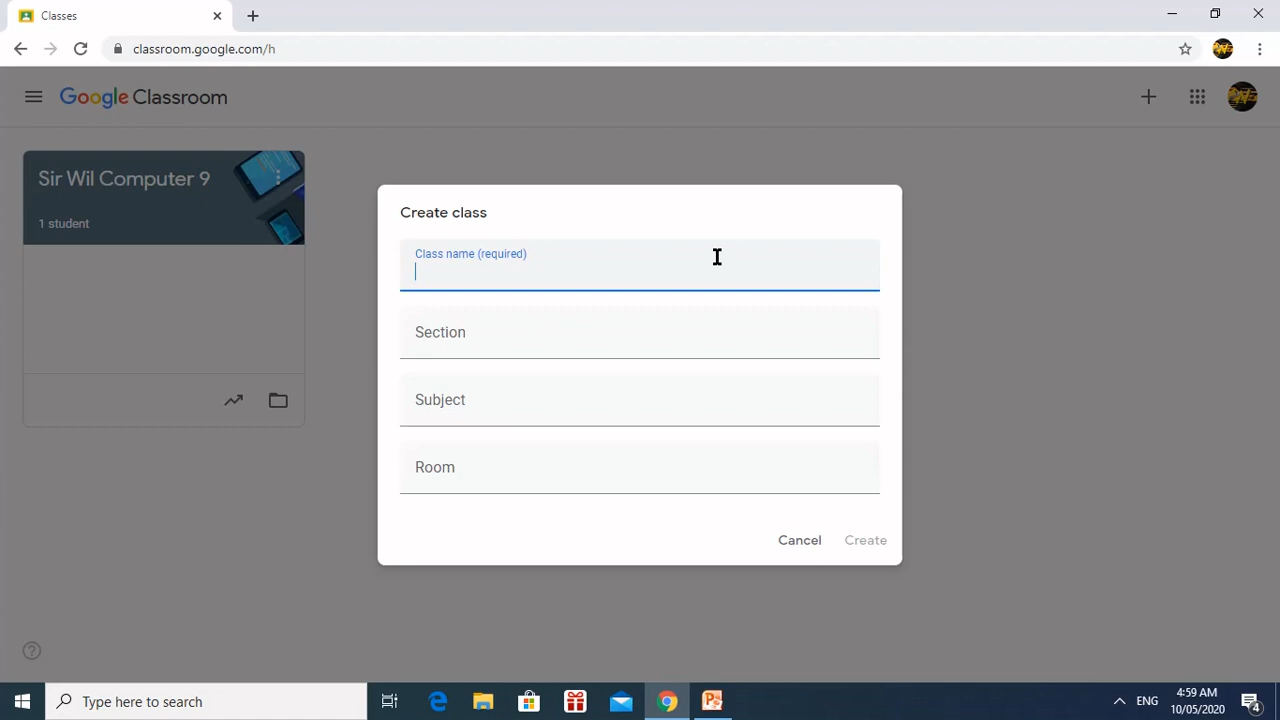 Classes
classroom.google.com/h
Google Classroom
Sir Wil Computer 9
1 student
Create class
Class name (required)
Section
Subject
Room
Cancel Create
Type here to search
ENG
4:59 AM
10/05/2020
4